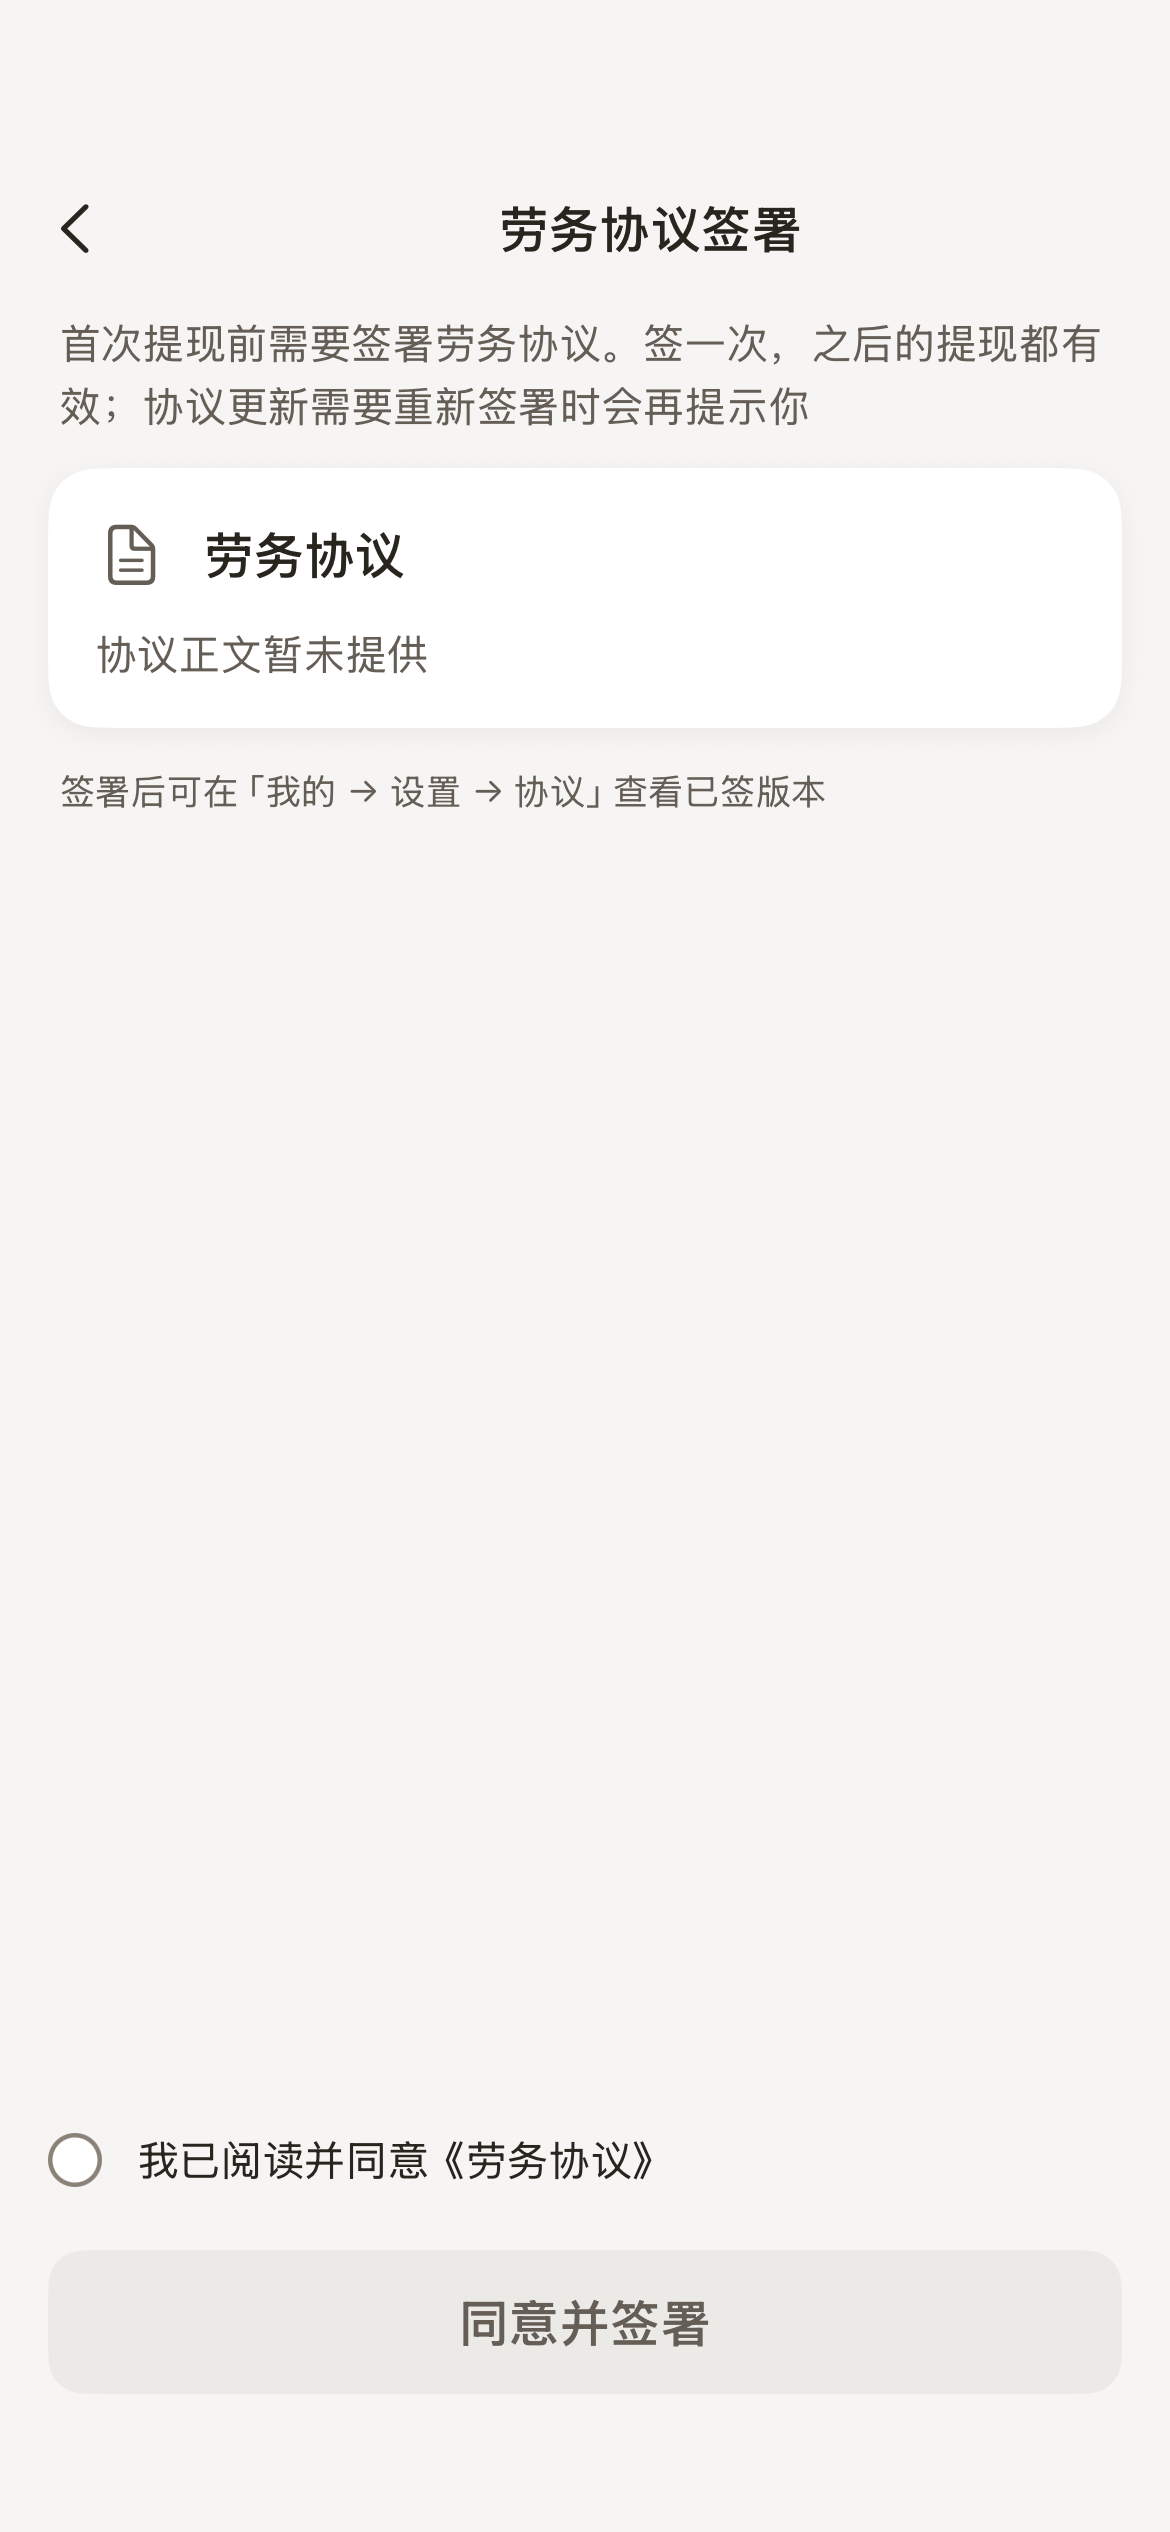 劳务协议签署
首次提现前需要签署劳务协议。签一次，之后的提现都有
效；协议更新需要重新签署时会再提示你
劳务协议
协议正文暂未提供
签署后可在「我的 → 设置 → 协议」查看已签版本
我已阅读并同意《劳务协议》
同意并签署